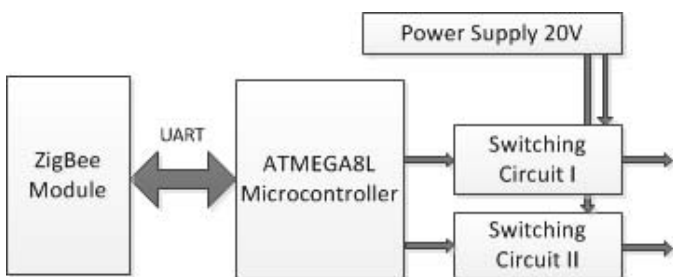 Power Supply 20V
UART
ZigBee
Module
ATMEGA8L
Microcontroller
Switching
Circuit I
Switching
Circuit II